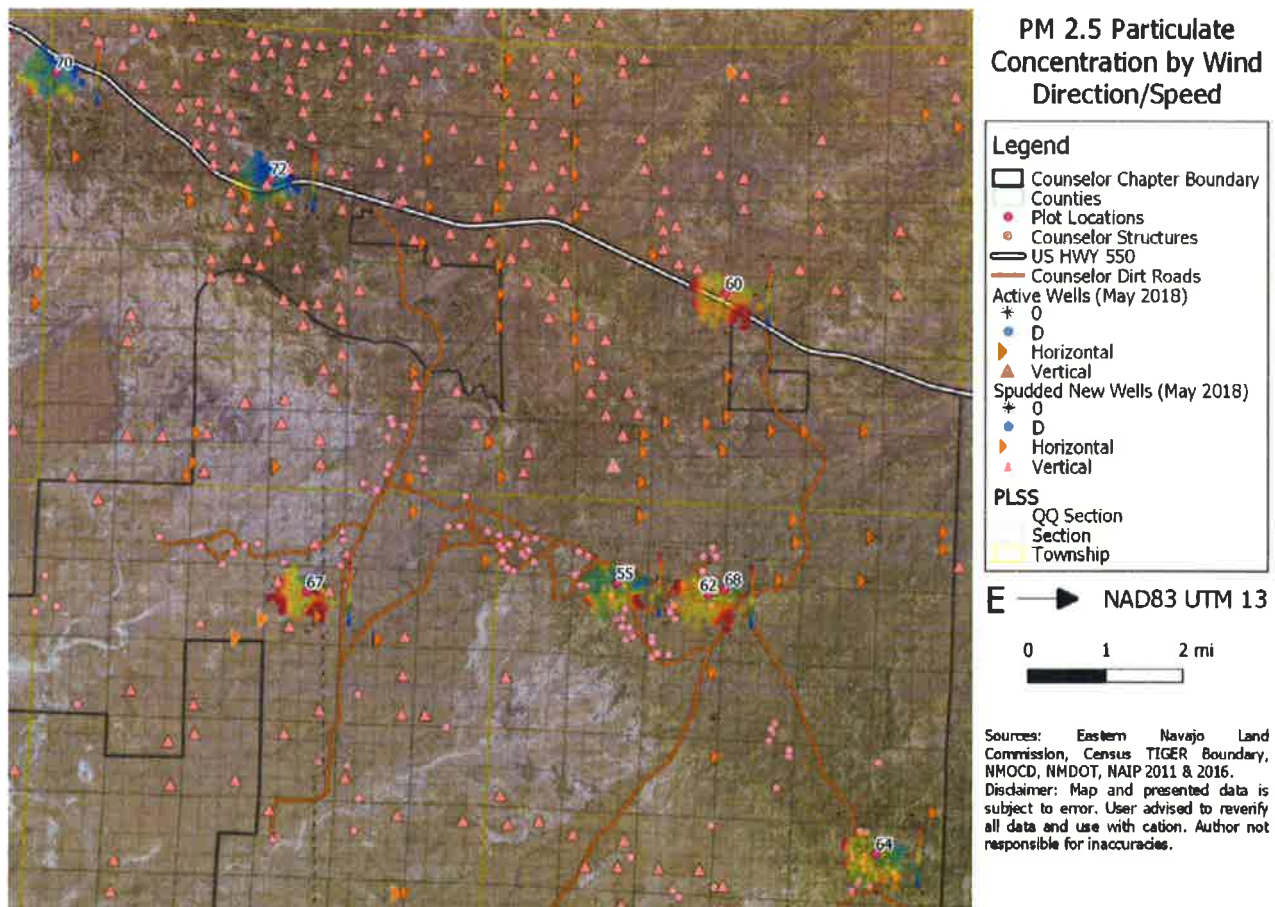 PM 2.5 Particulate
Concentration by Wind
Direction/Speed
Legend
Counselor Chapter Boundary
Counties
Plot Locations
Counselor Structures
US HWY 550
Counselor Dirt Roads
Active Wells (May 2018)
0
D
Horizontal
Vertical
Spudded New Wells (May 2018)
0
D
Horizontal
Vertical
PLSS
QQ Section
Section
Township
E NAD83 UTM 13
0 1 2 mi
Sources: Eastern Navajo Land
Commission, Census TIGER Boundary,
NMOCD, NMDOT, NAIP 2011 & 2016.
Disclaimer: Map and presented data is
subject to error. User advised to reverify
all data and use with cation. Author not
responsible for inaccuracies.
70
72
60
67
55
62
68
64